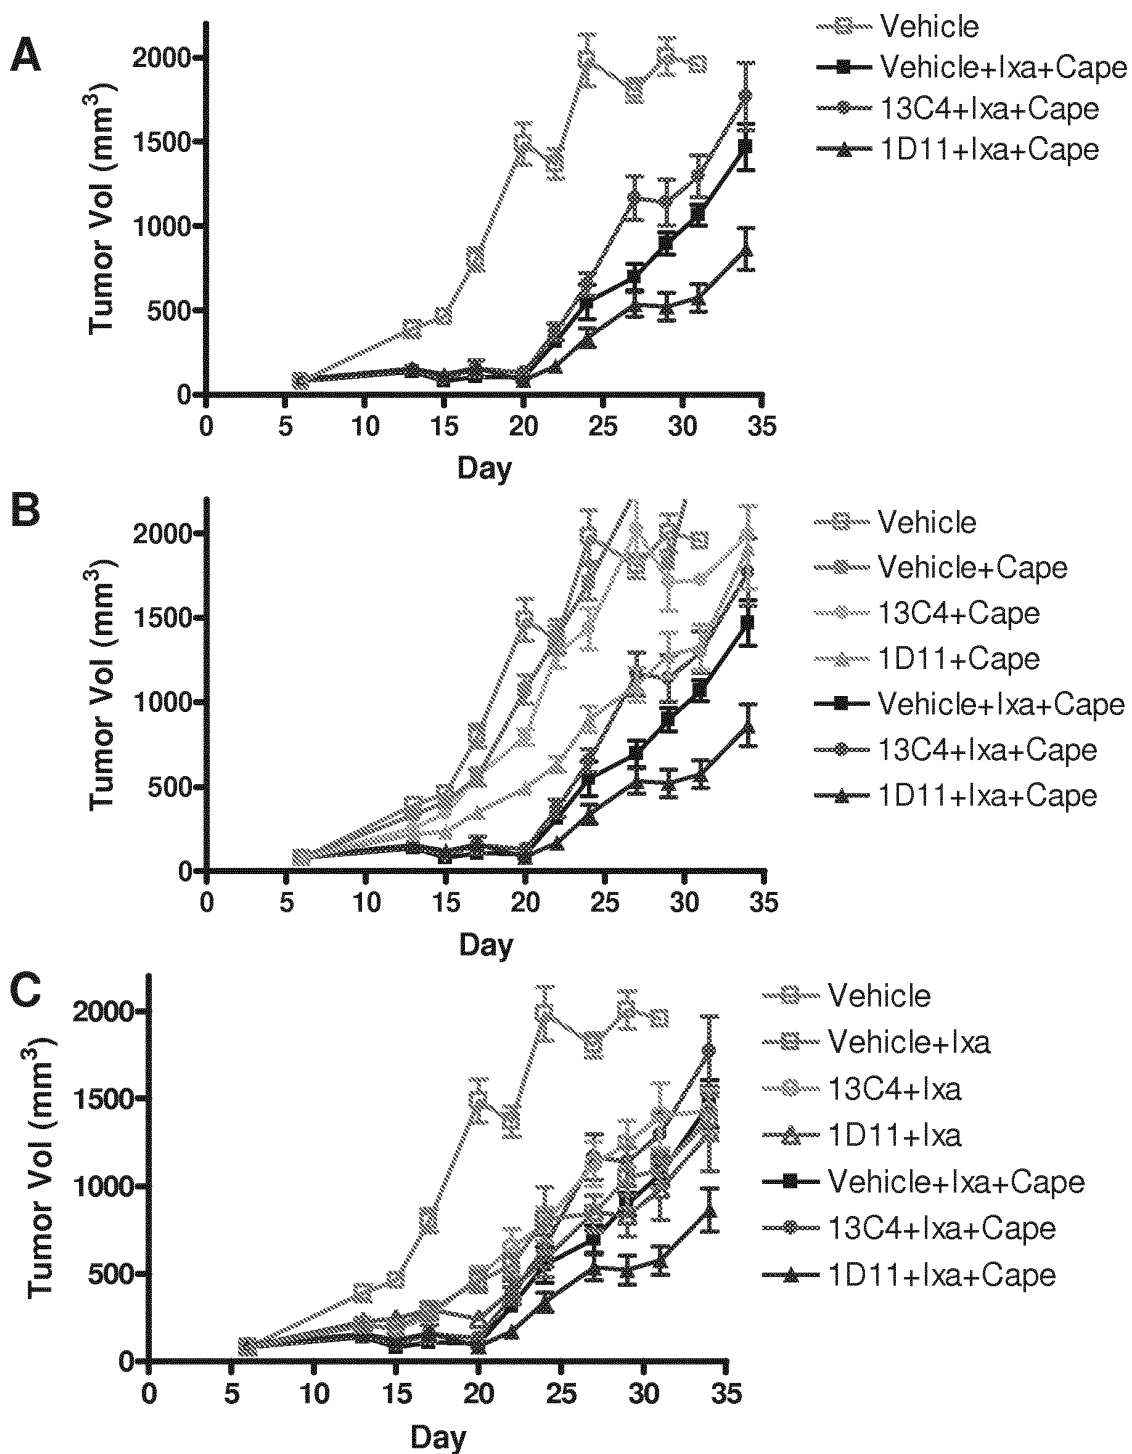 A
Tumor Vol (mm³)
2000
1500
1000
500
0
0 5 10 15 20 25 30 35
Day
Vehicle
Vehicle+Ixa+Cape
13C4+Ixa+Cape
1D11+Ixa+Cape
B
Tumor Vol (mm³)
2000
1500
1000
500
0
0 5 10 15 20 25 30 35
Day
Vehicle
Vehicle+Cape
13C4+Cape
1D11+Cape
Vehicle+Ixa+Cape
13C4+Ixa+Cape
1D11+Ixa+Cape
C
Tumor Vol (mm³)
2000
1500
1000
500
0
0 5 10 15 20 25 30 35
Day
Vehicle
Vehicle+Ixa
13C4+Ixa
1D11+Ixa
Vehicle+Ixa+Cape
13C4+Ixa+Cape
1D11+Ixa+Cape